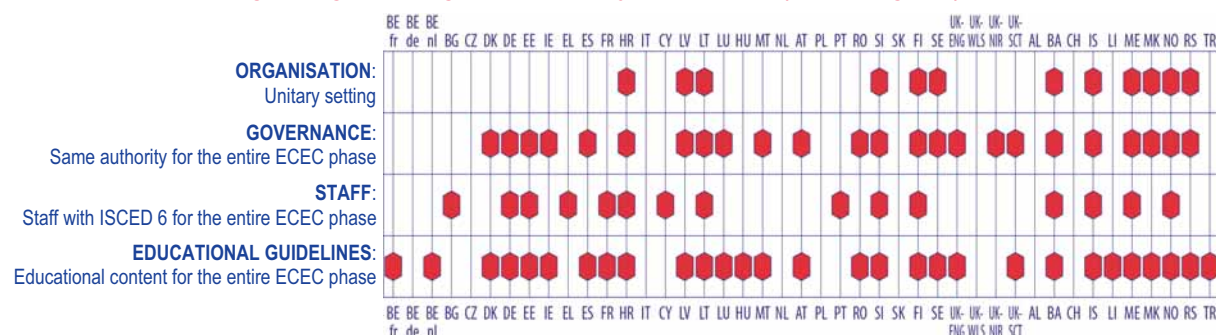 BE BE BE UK- UK- UK- UK-
fr de nl BG CZ DK DE EE IE EL ES FR HR IT CY LV LT LU HU MT NL AT PL PT RO SI SK FI SE ENG WLS NIR SCT AL BA CH IS LI ME MK NO RS TR
ORGANISATION:
Unitary setting
GOVERNANCE:
Same authority for the entire ECEC phase
STAFF:
Staff with ISCED 6 for the entire ECEC phase
EDUCATIONAL GUIDELINES:
Educational content for the entire ECEC phase
BE BE BE BG CZ DK DE EE IE EL ES FR HR IT CY LV LT LU HU MT NL AT PL PT RO SI SK FI SE UK- UK- UK- UK- AL BA CH IS LI ME MK NO RS TR
fr de nl ENG WLS NIR SCT